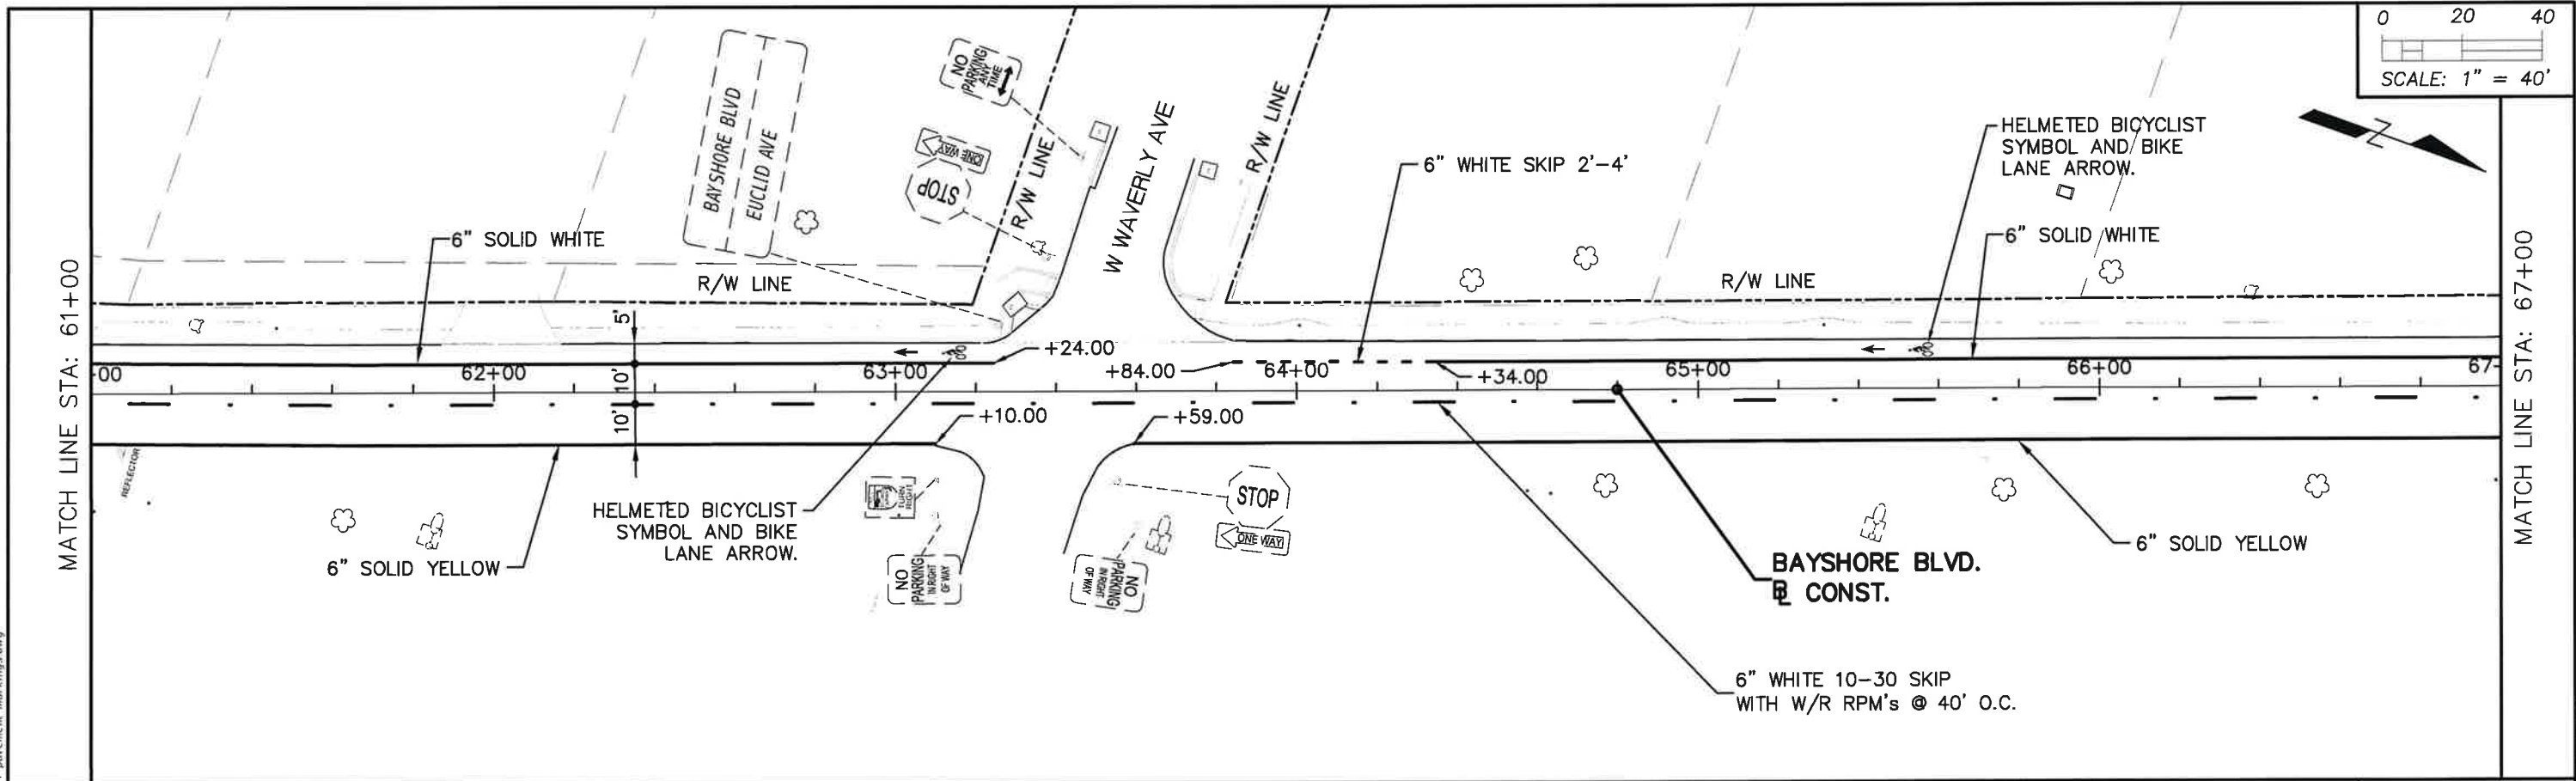 0 20 40
SCALE: 1" = 40'
MATCH LINE STA: 61+00
MATCH LINE STA: 67+00
BAYSHORE BLVD
EUCLID AVE
NO
PARKING
ANY
TIME
ONE WAY
STOP
R/W LINE
W WAVERLY AVE
R/W LINE
6" WHITE SKIP 2'-4'
HELMETED BICYCLIST
SYMBOL AND BIKE
LANE ARROW.
Z
6" SOLID WHITE
6" SOLID WHITE
R/W LINE
R/W LINE
5'
10'
10'
+24.00
+84.00
+34.00
00
62+00
63+00
64+00
65+00
66+00
67-
+10.00
+59.00
REFLECTOR
6" SOLID YELLOW
HELMETED BICYCLIST
SYMBOL AND BIKE
LANE ARROW.
TURN
RIGHT
NO
PARKING
IN RIGHT
OF WAY
NO
PARKING
IN RIGHT
OF WAY
STOP
ONE WAY
BAYSHORE BLVD.
BL CONST.
6" SOLID YELLOW
6" WHITE 10-30 SKIP
WITH W/R RPM's @ 40' O.C.